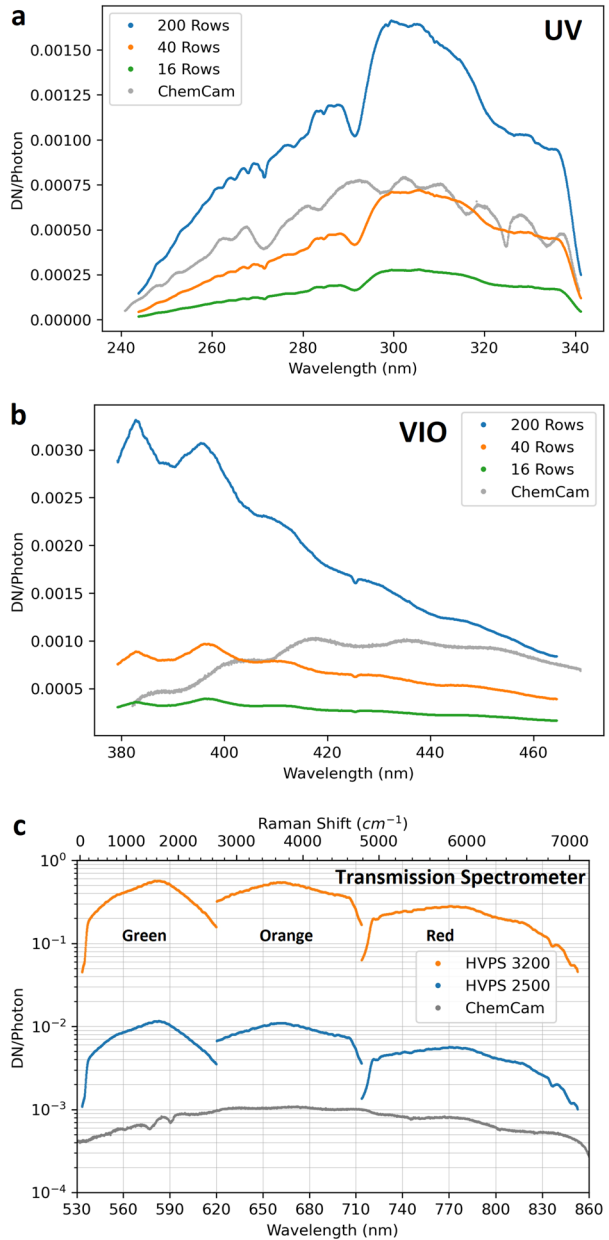 a
UV
200 Rows
40 Rows
16 Rows
ChemCam
DN/Photon
0.00150
0.00125
0.00100
0.00075
0.00050
0.00025
0.00000
240 260 280 300 320 340
Wavelength (nm)
b
VIO
200 Rows
40 Rows
16 Rows
ChemCam
DN/Photon
0.0030
0.0025
0.0020
0.0015
0.0010
0.0005
380 400 420 440 460
Wavelength (nm)
c
Raman Shift (cm⁻¹)
0 1000 2000 3000 4000 5000 6000 7000
Transmission Spectrometer
Green Orange Red
HVPS 3200
HVPS 2500
ChemCam
DN/Photon
10⁰
10⁻¹
10⁻²
10⁻³
10⁻⁴
530 560 590 620 650 680 710 740 770 800 830 860
Wavelength (nm)